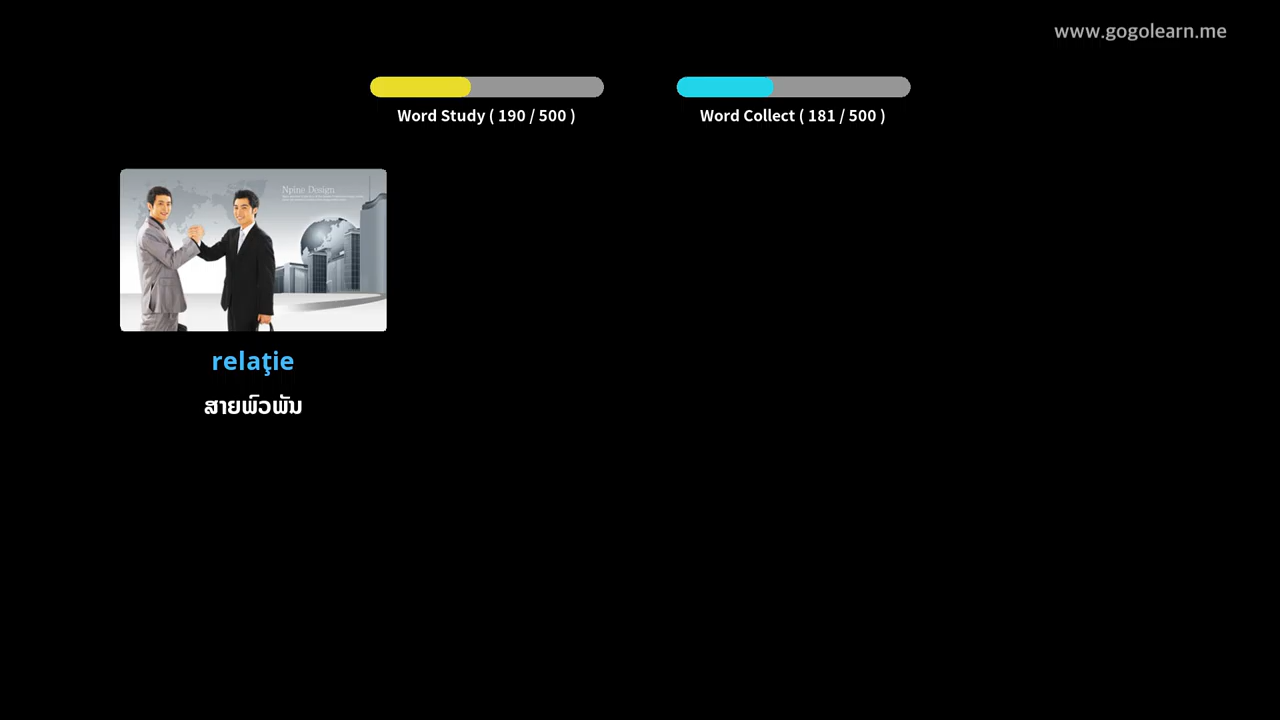 www.gogolearn.me
Word Study ( 190 / 500 )
Word Collect ( 181 / 500 )
Npine Design
relaţie
ສາຍພົວພັນ